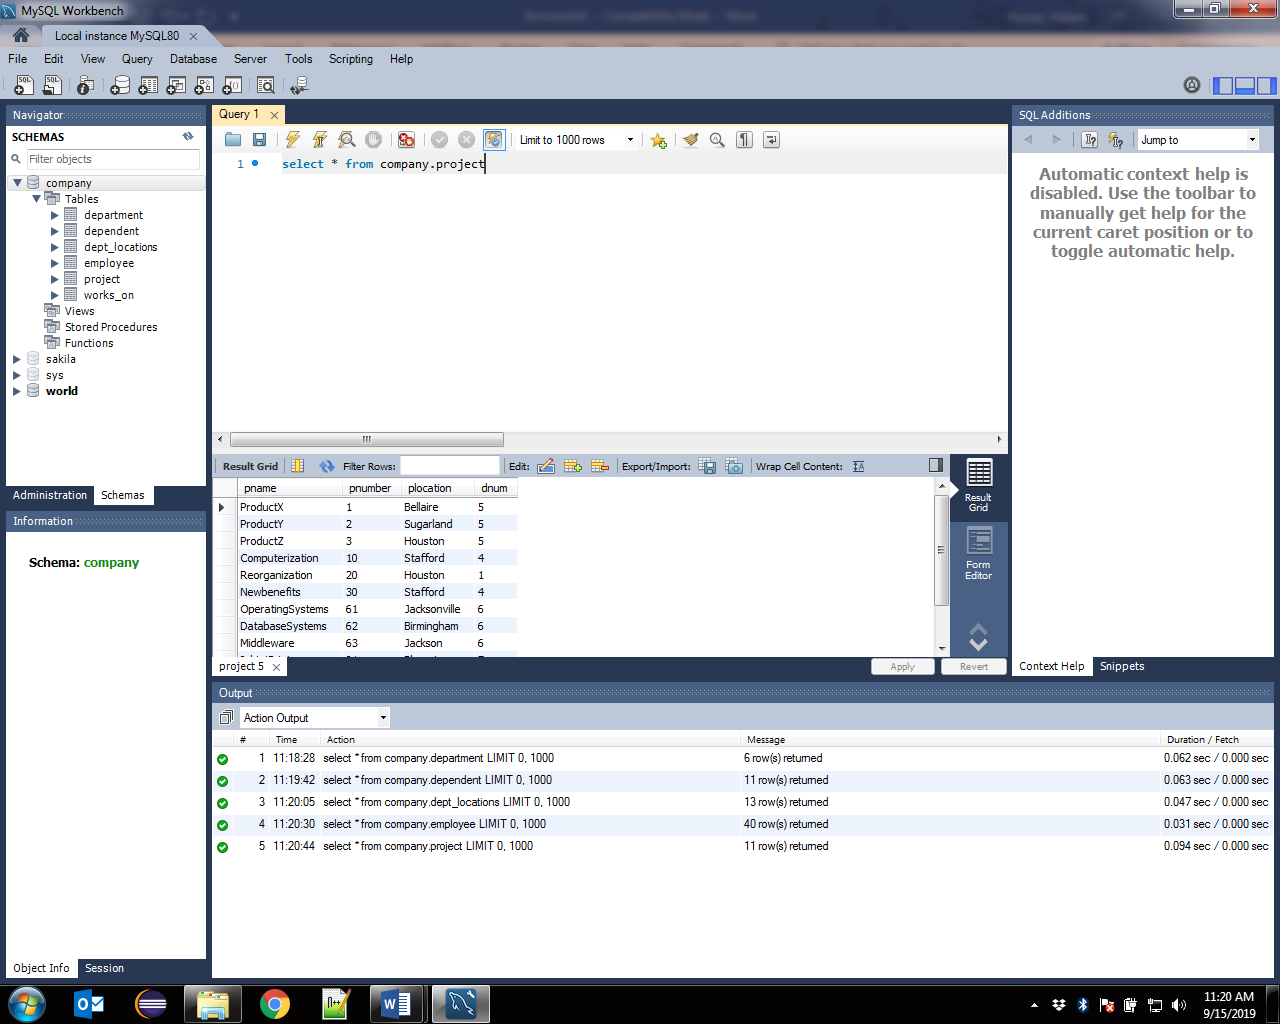 MySQL Workbench
Local instance MySQL80
File Edit View Query Database Server Tools Scripting Help
Navigator
SCHEMAS
Filter objects
company
Tables
department
dependent
dept_locations
employee
project
works_on
Views
Stored Procedures
Functions
sakila
sys
world
Administration Schemas
Information
Schema: company
Object Info Session
Query 1
Limit to 1000 rows
1 select * from company.project
Result Grid Filter Rows: Edit: Export/Import: Wrap Cell Content:
pname pnumber plocation dnum
ProductX 1 Bellaire 5
ProductY 2 Sugarland 5
ProductZ 3 Houston 5
Computerization 10 Stafford 4
Reorganization 20 Houston 1
Newbenefits 30 Stafford 4
OperatingSystems 61 Jacksonville 6
DatabaseSystems 62 Birmingham 6
Middleware 63 Jackson 6
Result
Grid
Form
Editor
project 5
Apply Revert
SQL Additions
Jump to
Automatic context help is
disabled. Use the toolbar to
manually get help for the
current caret position or to
toggle automatic help.
Context Help Snippets
Output
Action Output
# Time Action Message Duration / Fetch
1 11:18:28 select * from company.department LIMIT 0, 1000 6 row(s) returned 0.062 sec / 0.000 sec
2 11:19:42 select * from company.dependent LIMIT 0, 1000 11 row(s) returned 0.063 sec / 0.000 sec
3 11:20:05 select * from company.dept_locations LIMIT 0, 1000 13 row(s) returned 0.047 sec / 0.000 sec
4 11:20:30 select * from company.employee LIMIT 0, 1000 40 row(s) returned 0.031 sec / 0.000 sec
5 11:20:44 select * from company.project LIMIT 0, 1000 11 row(s) returned 0.094 sec / 0.000 sec
11:20 AM
9/15/2019